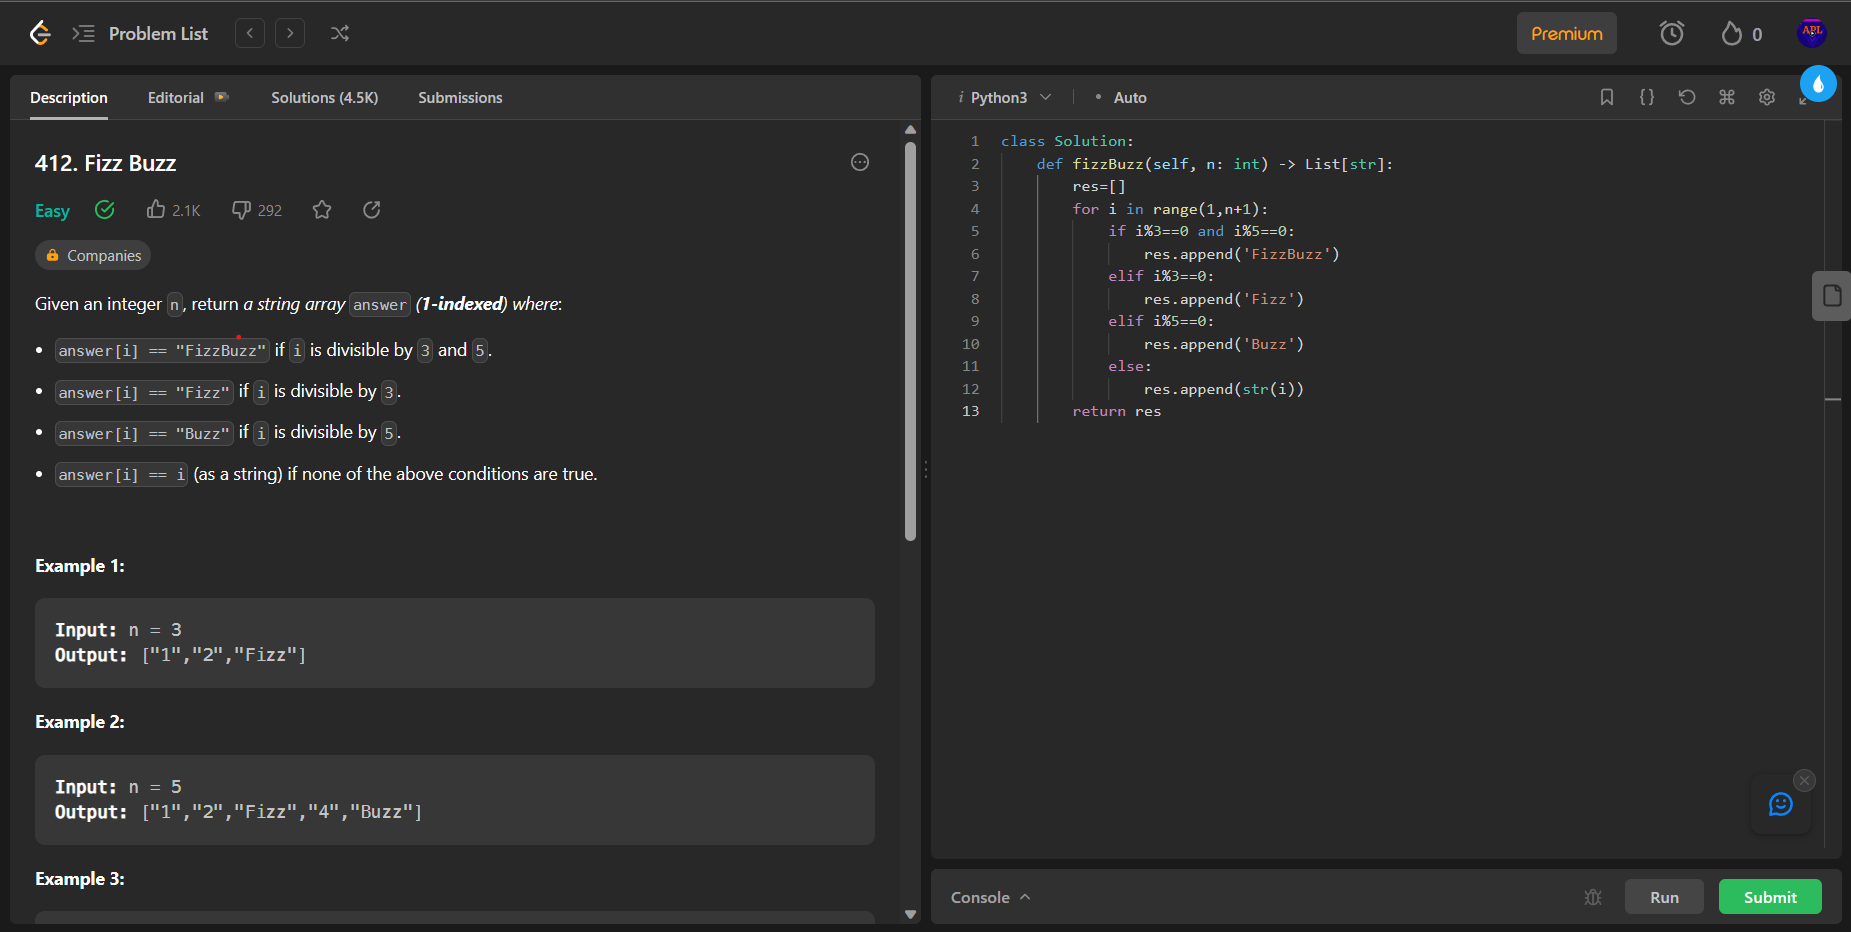 Problem List
Premium
0
APL
Description Editorial Solutions (4.5K) Submissions
412. Fizz Buzz
Easy 2.1K 292
Companies
Given an integer n, return a string array answer (1-indexed) where:
• answer[i] == "FizzBuzz" if i is divisible by 3 and 5.
• answer[i] == "Fizz" if i is divisible by 3.
• answer[i] == "Buzz" if i is divisible by 5.
• answer[i] == i (as a string) if none of the above conditions are true.
Example 1:
Input: n = 3
Output: ["1","2","Fizz"]
Example 2:
Input: n = 5
Output: ["1","2","Fizz","4","Buzz"]
Example 3:
i Python3 • Auto
1 class Solution:
2     def fizzBuzz(self, n: int) -> List[str]:
3         res=[]
4         for i in range(1,n+1):
5             if i%3==0 and i%5==0:
6                 res.append('FizzBuzz')
7             elif i%3==0:
8                 res.append('Fizz')
9             elif i%5==0:
10                 res.append('Buzz')
11             else:
12                 res.append(str(i))
13         return res
Console Run Submit